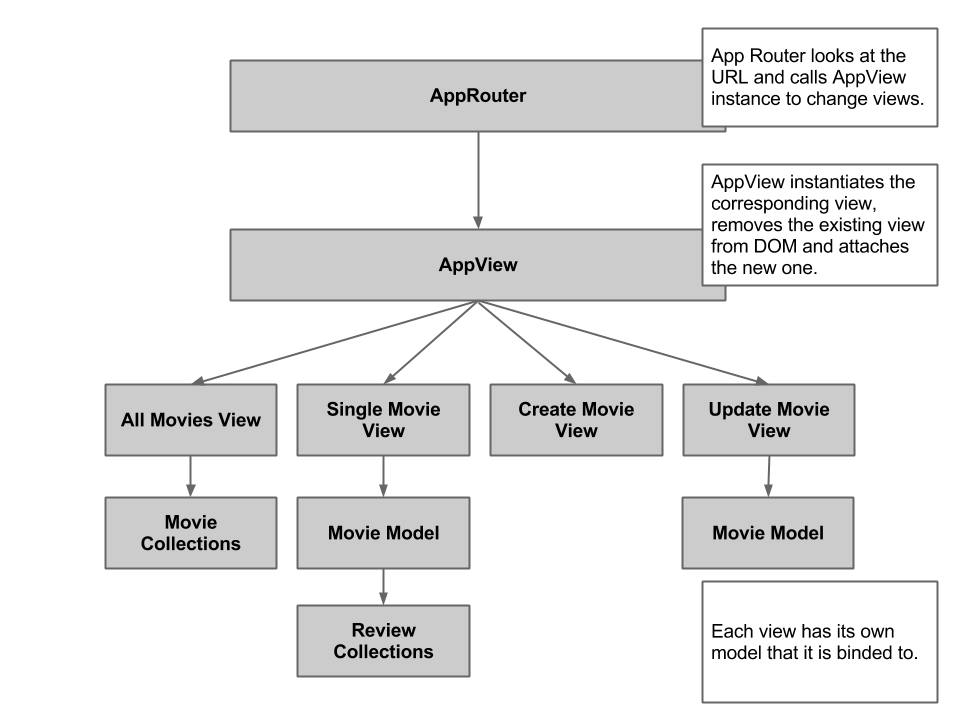 App Router looks at the
URL and calls AppView
instance to change views.
AppRouter
AppView instantiates the
corresponding view,
removes the existing view
from DOM and attaches
the new one.
AppView
All Movies View
Single Movie
View
Create Movie
View
Update Movie
View
Movie
Collections
Movie Model
Movie Model
Review
Collections
Each view has its own
model that it is binded to.